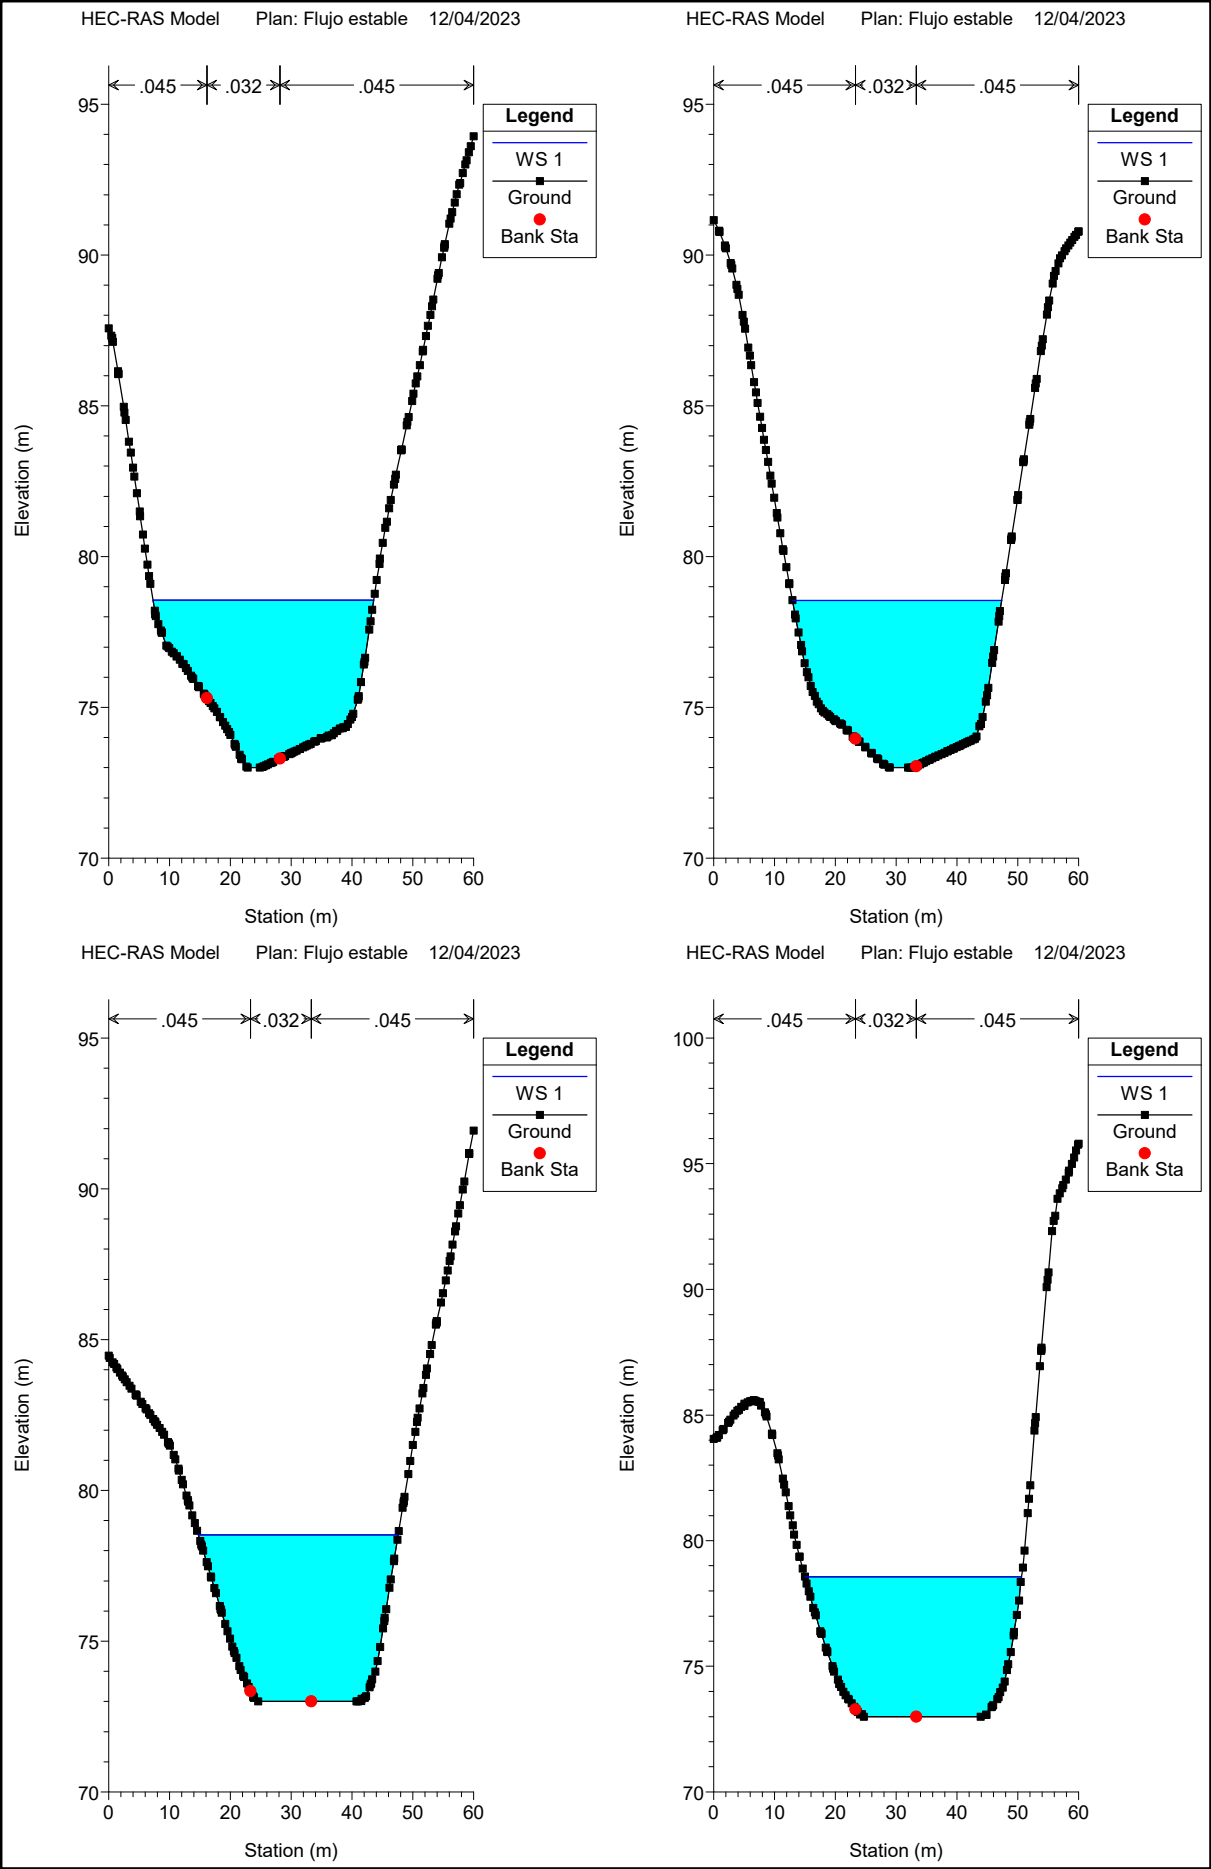 HEC-RAS Model Plan: Flujo estable 12/04/2023
.045 .032 .045
95
90
85
80
75
70
0 10 20 30 40 50 60
Station (m)
Elevation (m)
Legend
WS 1
Ground
Bank Sta
HEC-RAS Model Plan: Flujo estable 12/04/2023
.045 .032 .045
95
90
85
80
75
70
0 10 20 30 40 50 60
Station (m)
Elevation (m)
Legend
WS 1
Ground
Bank Sta
HEC-RAS Model Plan: Flujo estable 12/04/2023
.045 .032 .045
95
90
85
80
75
70
0 10 20 30 40 50 60
Station (m)
Elevation (m)
Legend
WS 1
Ground
Bank Sta
HEC-RAS Model Plan: Flujo estable 12/04/2023
.045 .032 .045
100
95
90
85
80
75
70
0 10 20 30 40 50 60
Station (m)
Elevation (m)
Legend
WS 1
Ground
Bank Sta